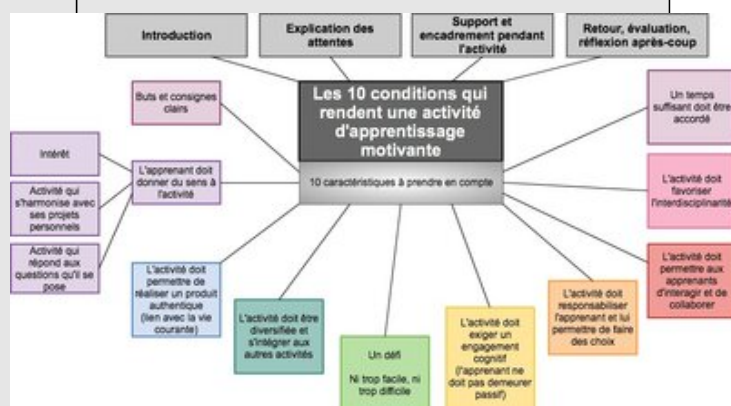 Introduction
Explication des
attentes
Support et
encadrement pendant
l'activité
Retour, évaluation,
réflexion après-coup
Les 10 conditions qui
rendent une activité
d'apprentissage
motivante
10 caractéristiques à prendre en compte
Buts et consignes
clairs
L'apprenant doit
donner du sens à
l'activité
Intérêt
Activité qui
s'harmonise avec
ses projets
personnels
Activité qui
répond aux
questions qu'il se
pose
L'activité doit
permettre de
réaliser un produit
authentique
(lien avec la vie
courante)
L'activité doit être
diversifiée et
s'intégrer aux
autres activités
Un défi
Ni trop facile, ni
trop difficile
L'activité doit
exiger un
engagement
cognitif
(l'apprenant ne
doit pas demeurer
passif)
L'activité doit
responsabiliser
l'apprenant et lui
permettre de faire
des choix
L'activité doit
permettre aux
apprenants
d'interagir et de
collaborer
L'activité doit
favoriser
l'interdisciplinarité
Un temps
suffisant doit être
accordé